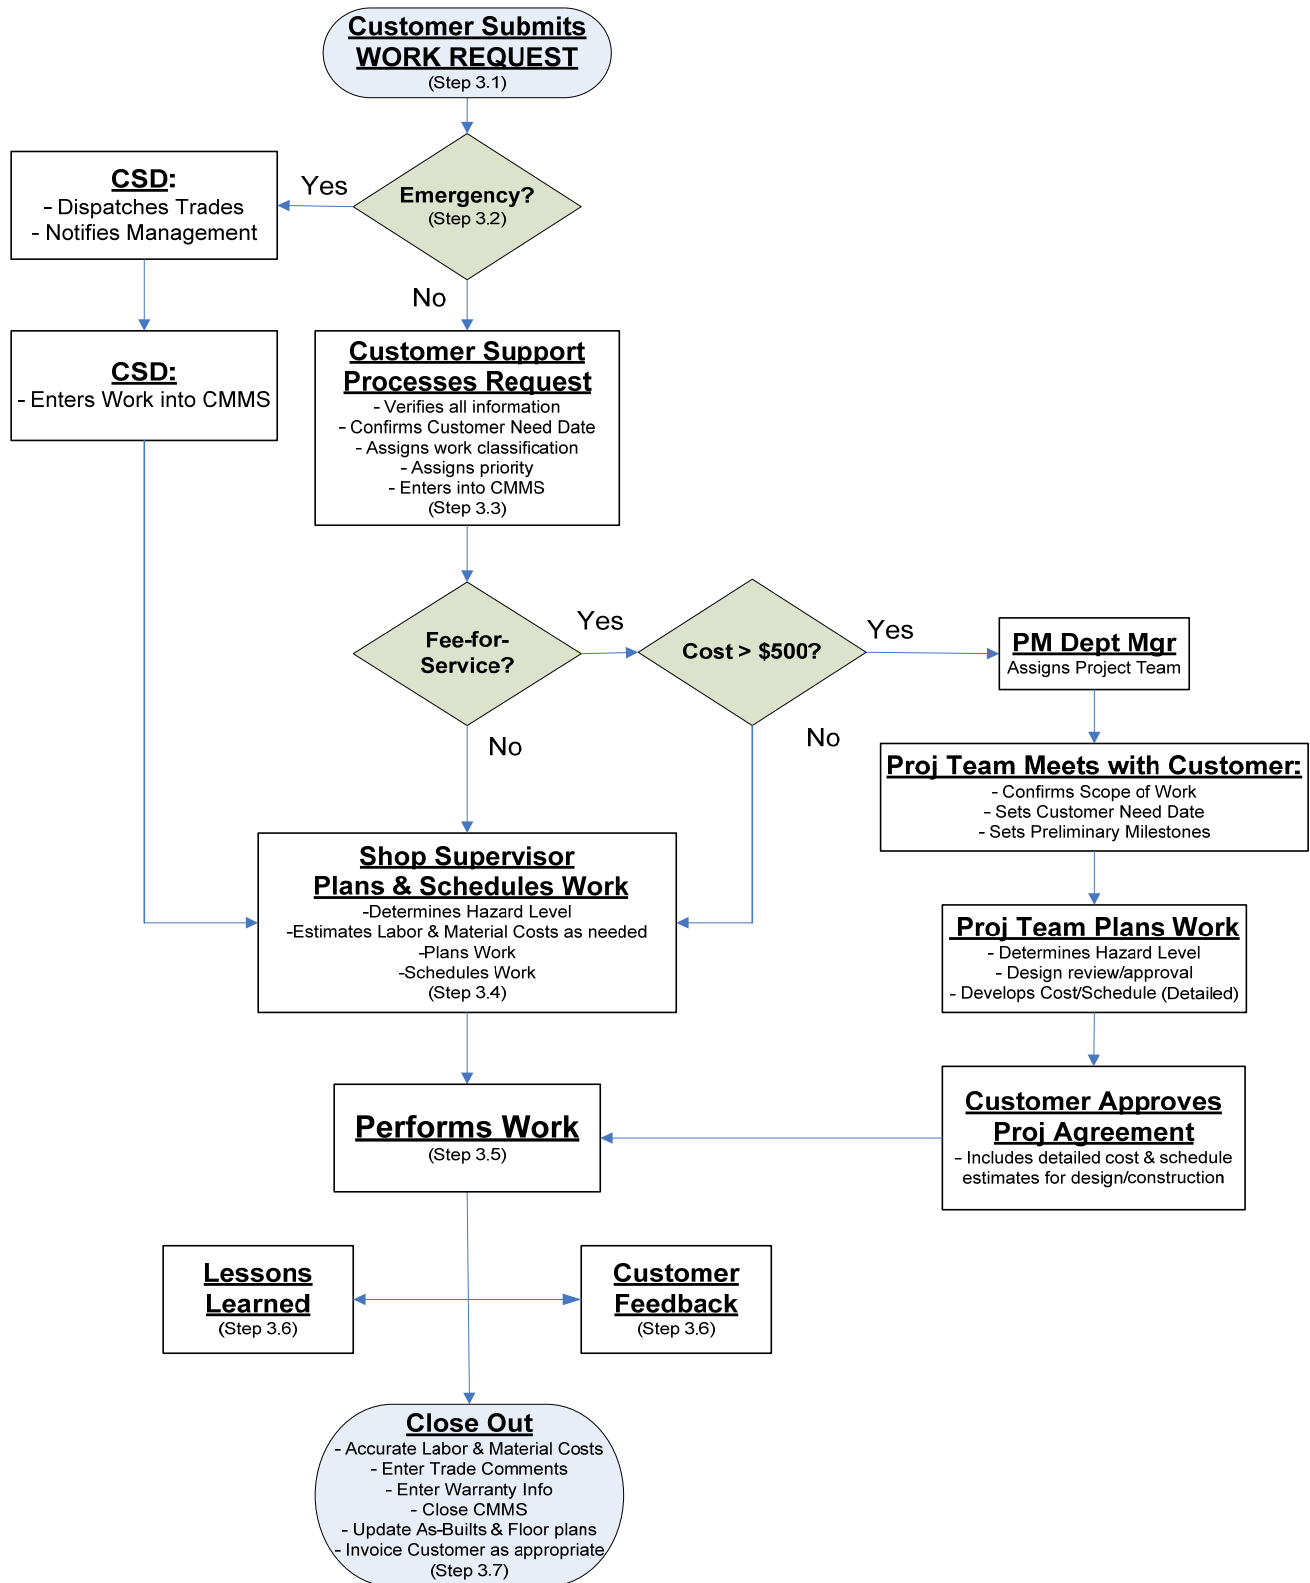 Customer Submits
WORK REQUEST
(Step 3.1)
Emergency?
(Step 3.2)
Yes
No
CSD:
- Dispatches Trades
- Notifies Management
CSD:
- Enters Work into CMMS
Customer Support
Processes Request
- Verifies all information
- Confirms Customer Need Date
- Assigns work classification
- Assigns priority
- Enters into CMMS
(Step 3.3)
Fee-for-
Service?
Yes
No
Cost > $500?
Yes
No
PM Dept Mgr
Assigns Project Team
Proj Team Meets with Customer:
- Confirms Scope of Work
- Sets Customer Need Date
- Sets Preliminary Milestones
Shop Supervisor
Plans & Schedules Work
-Determines Hazard Level
-Estimates Labor & Material Costs as needed
-Plans Work
-Schedules Work
(Step 3.4)
Proj Team Plans Work
- Determines Hazard Level
- Design review/approval
- Develops Cost/Schedule (Detailed)
Customer Approves
Proj Agreement
- Includes detailed cost & schedule
estimates for design/construction
Performs Work
(Step 3.5)
Lessons
Learned
(Step 3.6)
Customer
Feedback
(Step 3.6)
Close Out
- Accurate Labor & Material Costs
- Enter Trade Comments
- Enter Warranty Info
- Close CMMS
- Update As-Builts & Floor plans
- Invoice Customer as appropriate
(Step 3.7)